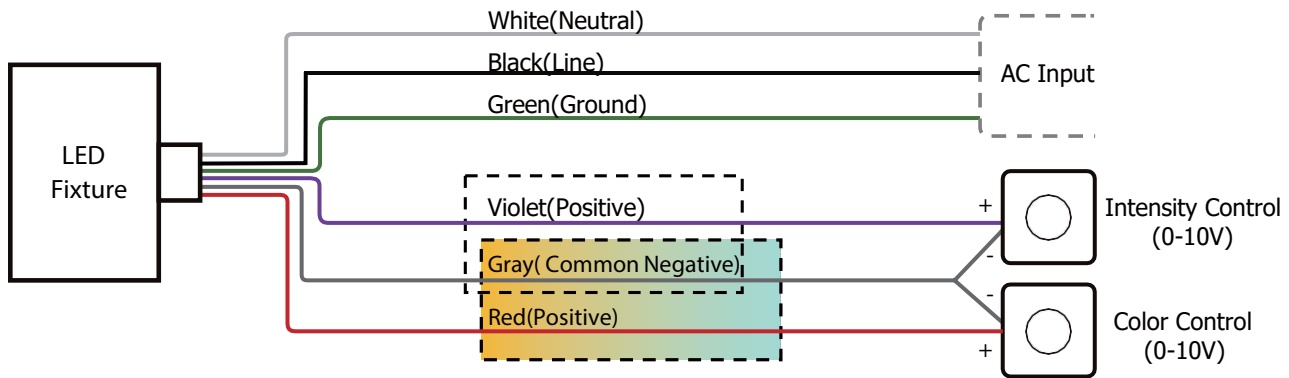 White(Neutral)
Black(Line)
AC Input
Green(Ground)
LED
Fixture
Violet(Positive)
+
Intensity Control
(0-10V)
-
Gray( Common Negative)
-
Red(Positive)
Color Control
(0-10V)
+